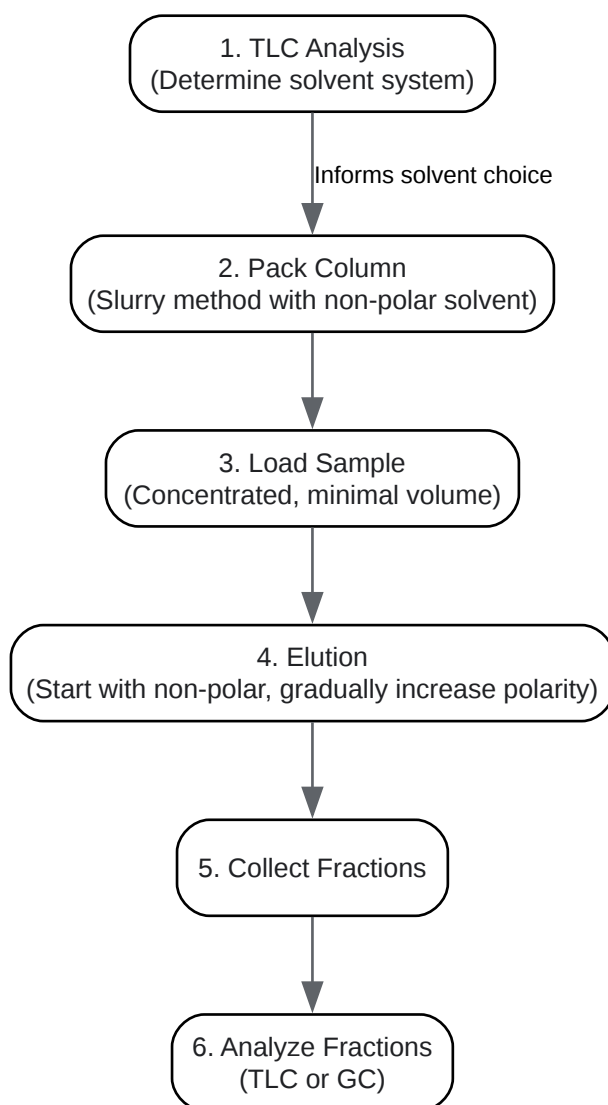 1. TLC Analysis
(Determine solvent system)
Informs solvent choice
2. Pack Column
(Slurry method with non-polar solvent)
3. Load Sample
(Concentrated, minimal volume)
4. Elution
(Start with non-polar, gradually increase polarity)
5. Collect Fractions
6. Analyze Fractions
(TLC or GC)